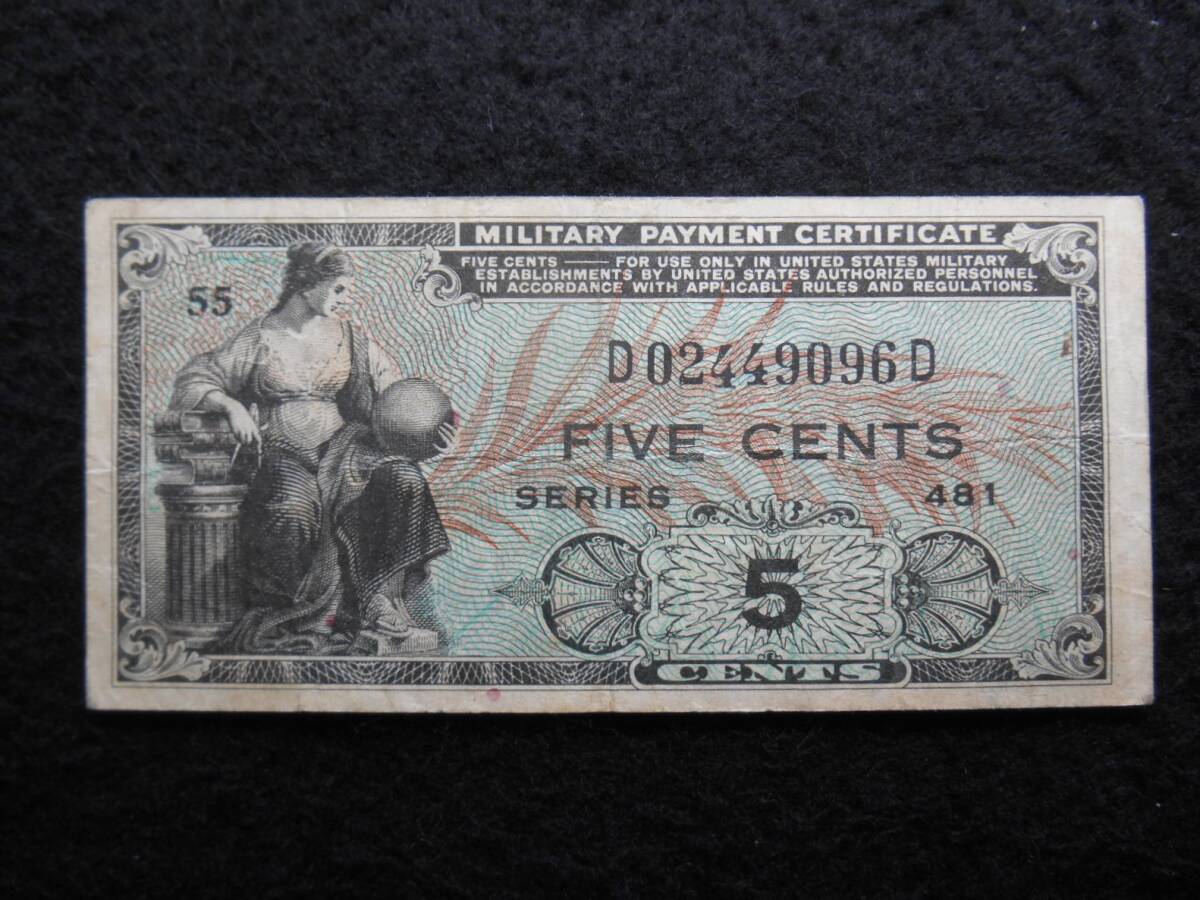 MILITARY PAYMENT CERTIFICATE
FIVE CENTS — FOR USE ONLY IN UNITED STATES MILITARY
ESTABLISHMENTS BY UNITED STATES AUTHORIZED PERSONNEL
IN ACCORDANCE WITH APPLICABLE RULES AND REGULATIONS.
55
D02449096D
FIVE CENTS
SERIES 481
5
CENTS